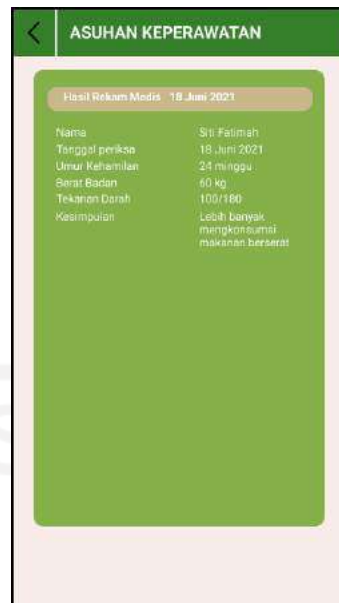 ASUHAN KEPERAWATAN
Hasil Rekam Medis 18 Juni 2021
Nama Siti Fatimah
Tanggal periksa 18 Juni 2021
Umur Kehamilan 24 minggu
Berat Badan 60 kg
Tekanan Darah 100/180
Kesimpulan Lebih banyak
mengkonsumsi
makanan berserat